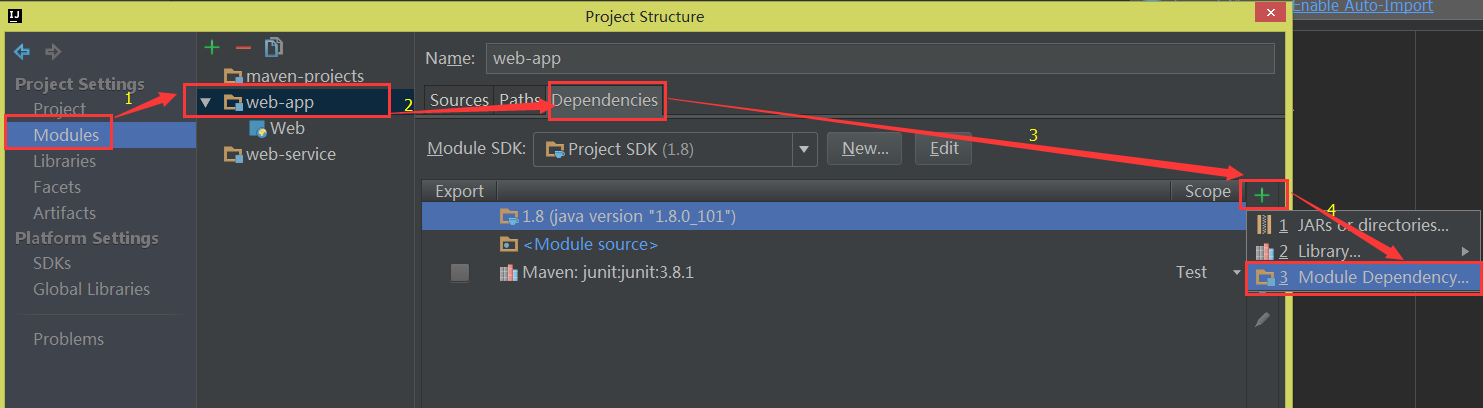 Project Structure
Enable Auto-Import
Project Settings
Project
Modules
Libraries
Facets
Artifacts
Platform Settings
SDKs
Global Libraries
Problems
maven-projects
web-app
Web
web-service
Name: web-app
Sources Paths Dependencies
Module SDK: Project SDK (1.8) New... Edit
Export Scope
1.8 (java version "1.8.0_101")
<Module source>
Maven: junit:junit:3.8.1 Test
1 JARs or directories...
2 Library...
3 Module Dependency...
1
2
3
4